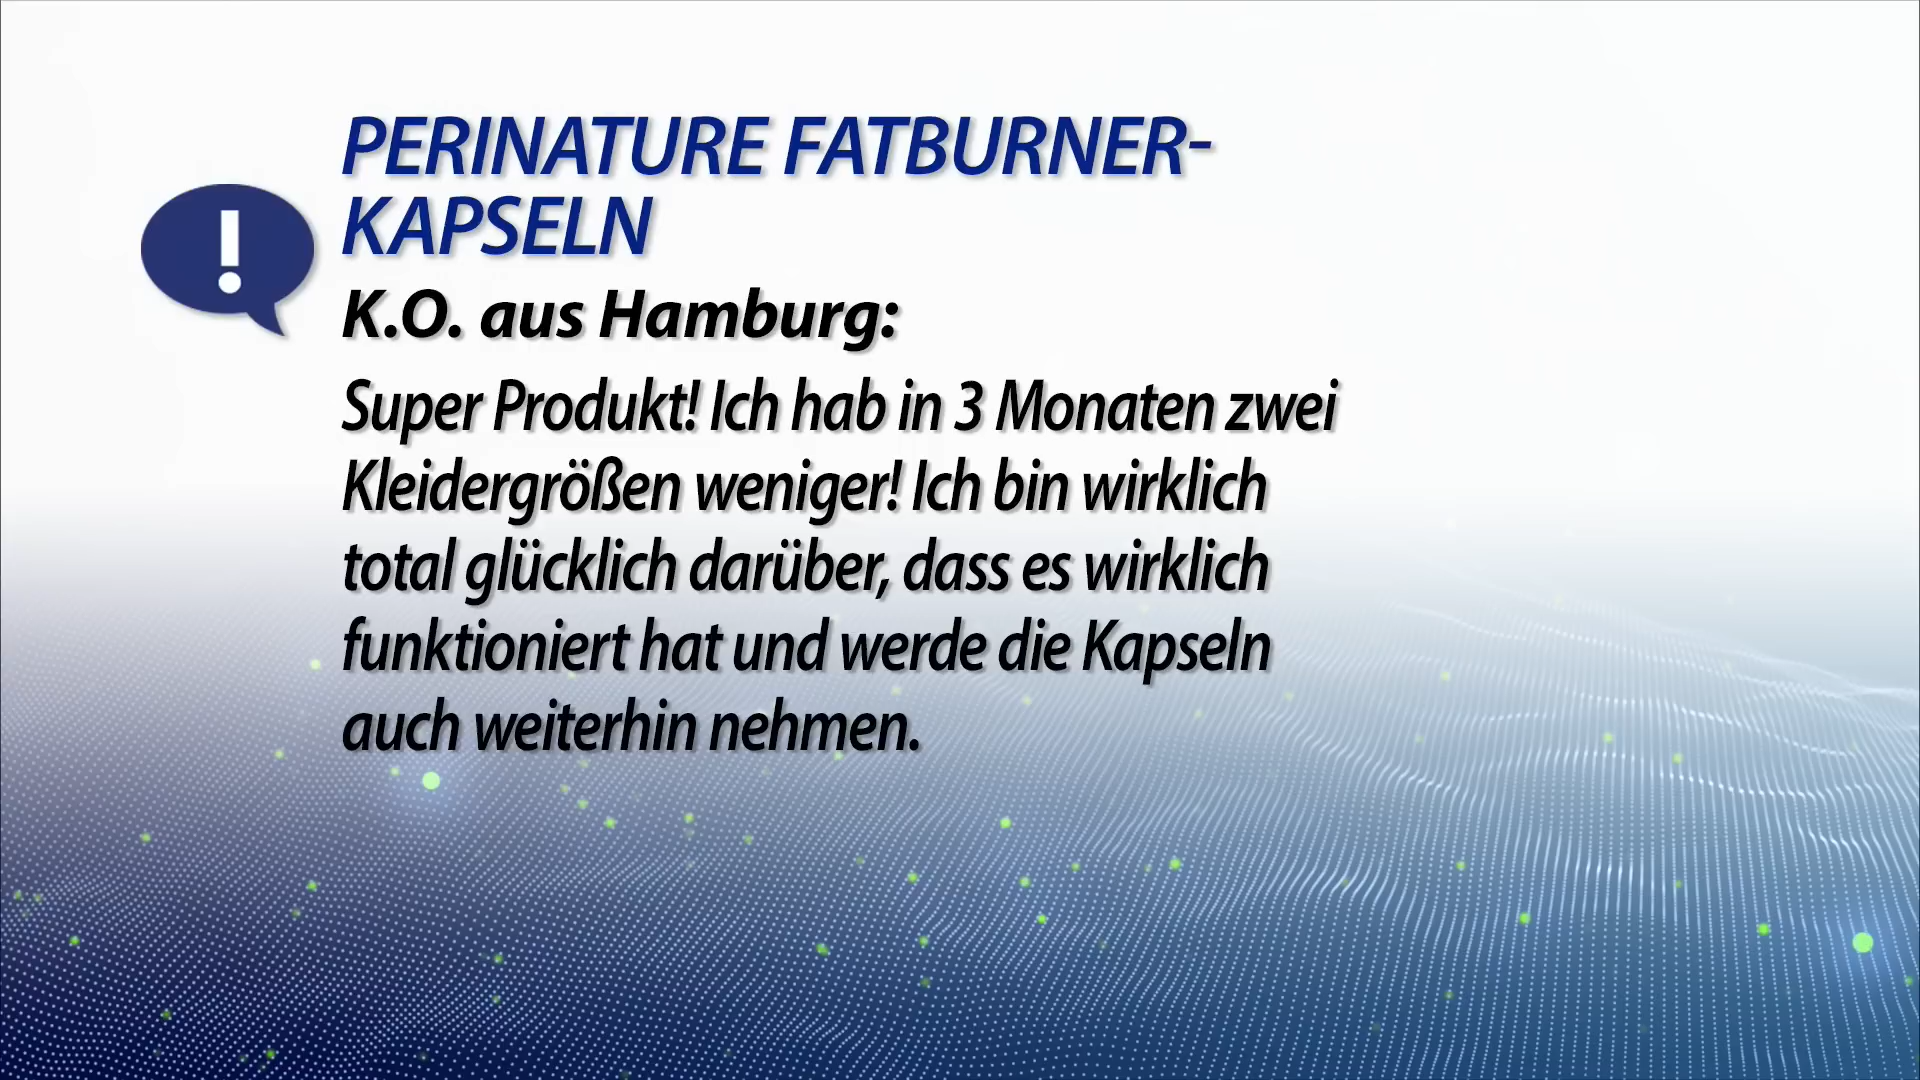 PERINATURE FATBURNER-
KAPSELN
K.O. aus Hamburg:
Super Produkt! Ich hab in 3 Monaten zwei
Kleidergrößen weniger! Ich bin wirklich
total glücklich darüber, dass es wirklich
funktioniert hat und werde die Kapseln
auch weiterhin nehmen.